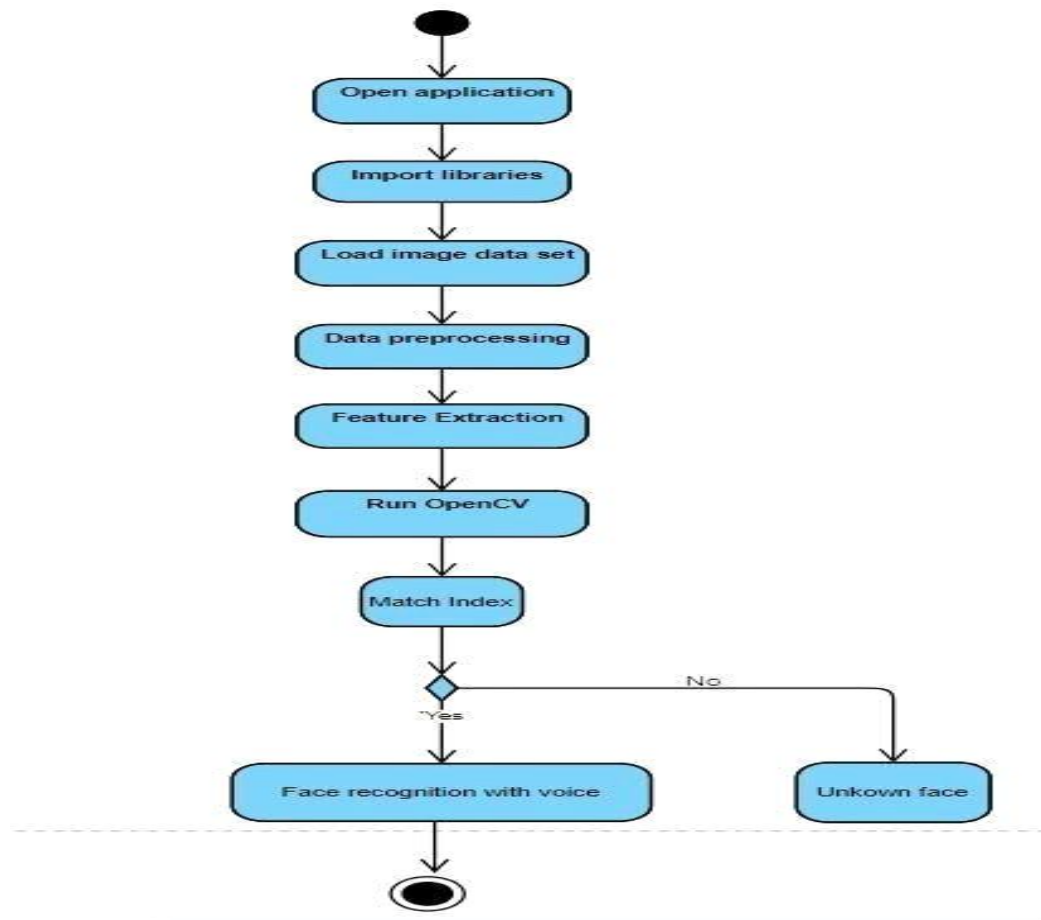 Open application
Import libraries
Load image data set
Data preprocessing
Feature Extraction
Run OpenCV
Match Index
No
"Yes
Face recognition with voice
Unkown face